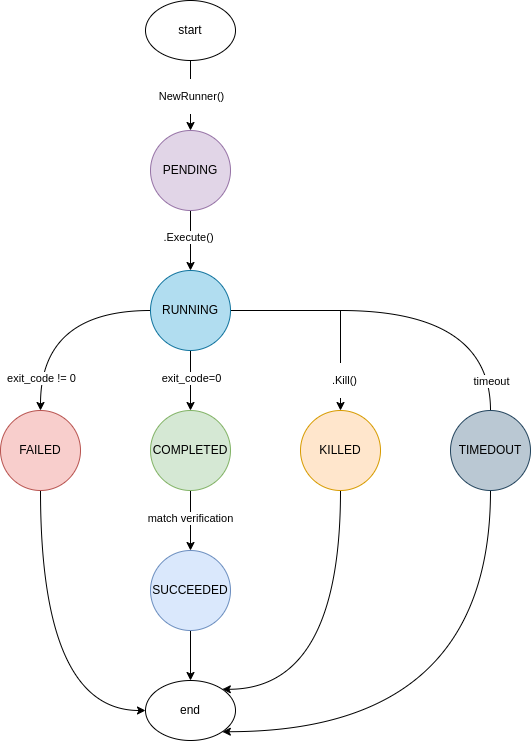 start
NewRunner()
PENDING
.Execute()
RUNNING
exit_code != 0
exit_code=0
.Kill()
timeout
FAILED
COMPLETED
KILLED
TIMEDOUT
match verification
SUCCEEDED
end